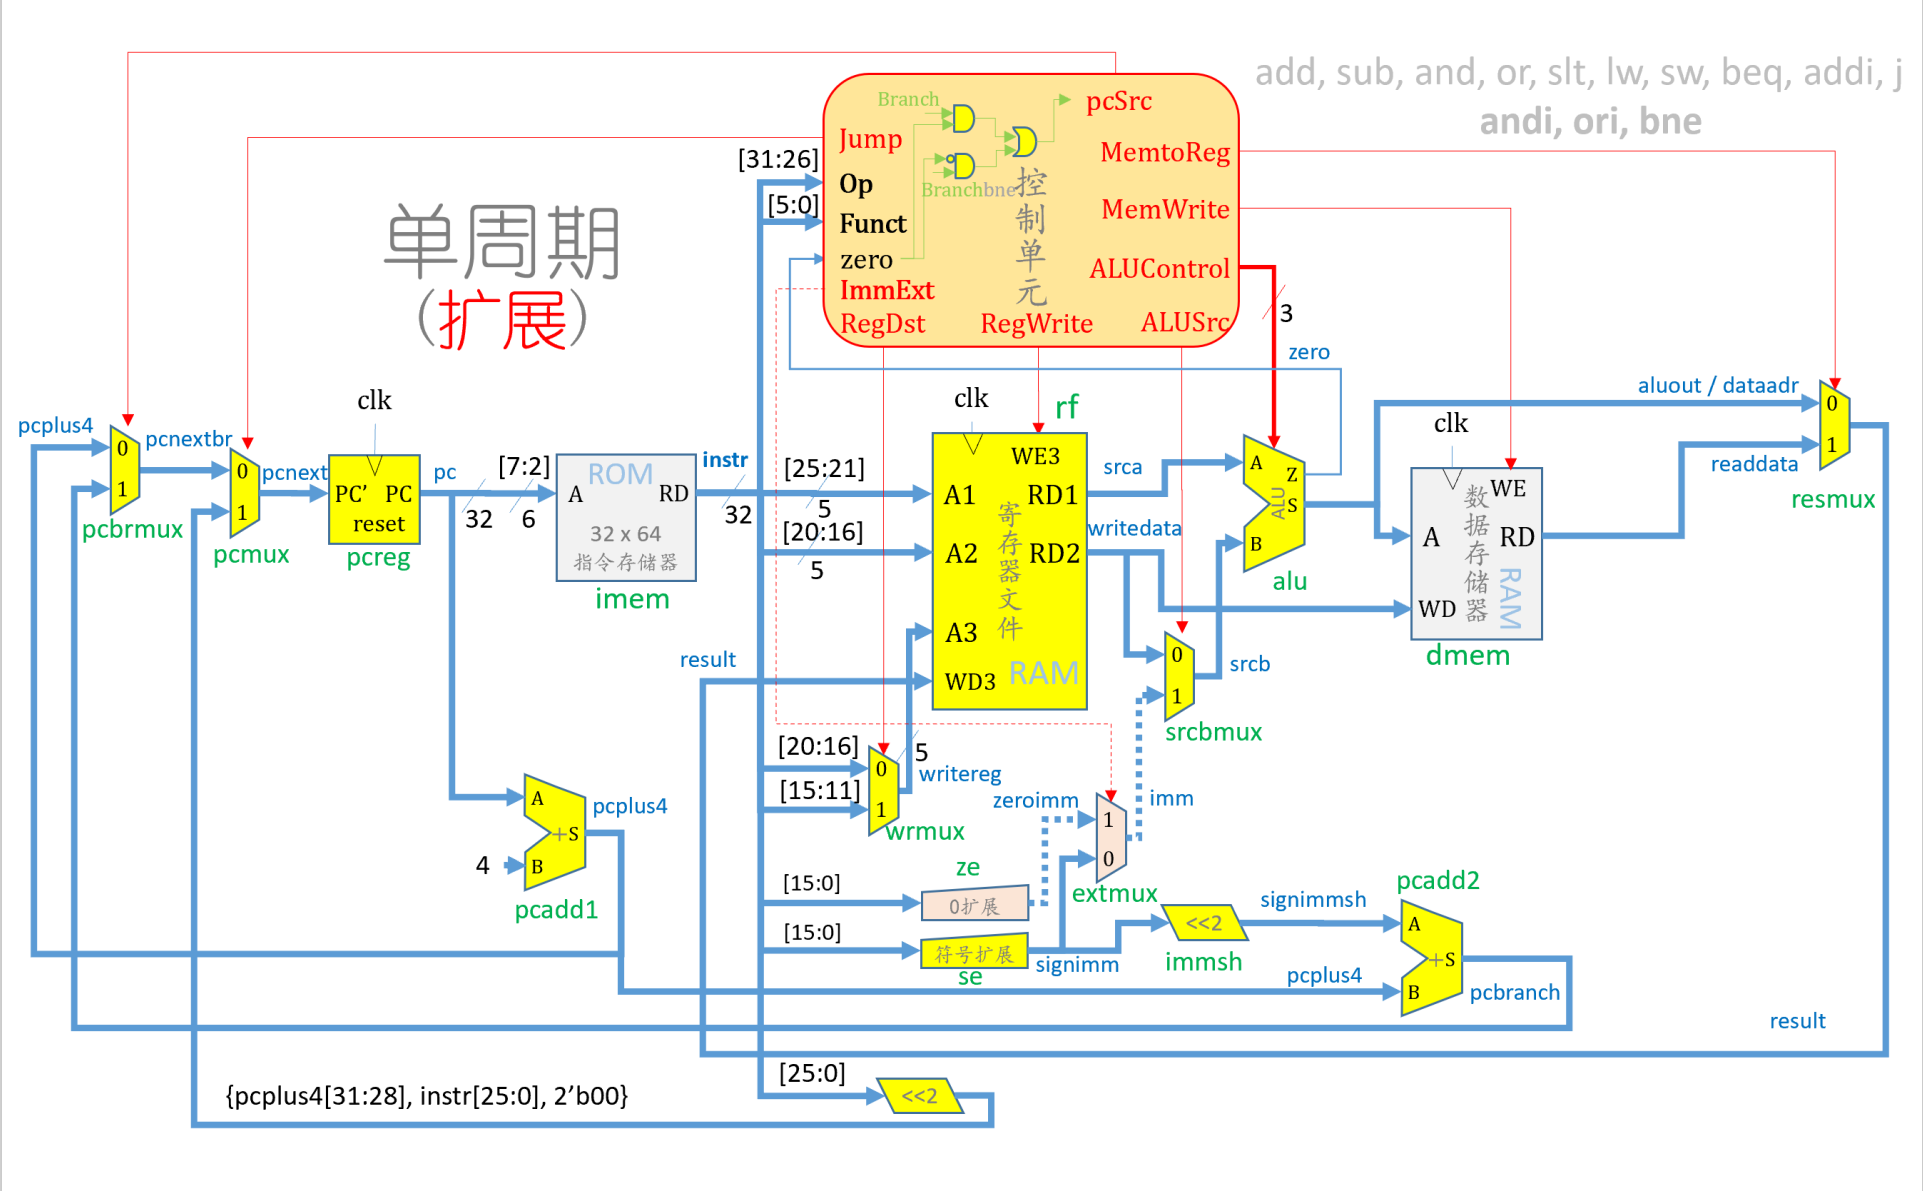 add, sub, and, or, slt, lw, sw, beq, addi, j
andi, ori, bne
单周期
(扩展)
Branch
pcSrc
Jump
MemtoReg
[31:26]
Op
Branchbne
控制单元
[5:0]
Funct
MemWrite
zero
ALUControl
ImmExt
RegDst
RegWrite
ALUSrc
3
zero
clk
clk
rf
clk
aluout / dataadr
0
1
readdata
resmux
pcplus4
0
1
pcbrmux
pcnextbr
0
1
pcmux
pcnext
PC'
PC
reset
pcreg
pc
32
[7:2]
6
ROM
A
RD
32 x 64
指令存储器
imem
instr
32
[25:21]
5
[20:16]
5
WE3
A1
RD1
A2
RD2
A3
WD3
寄存器文件
RAM
srca
writedata
A
B
Z
S
ALU
alu
WE
A
RD
WD
数据存储器
RAM
dmem
result
0
1
srcb
srcbmux
[20:16]
[15:11]
0
1
5
writereg
wrmux
zeroimm
1
0
imm
extmux
A
B
+S
4
pcplus4
pcadd1
ze
[15:0]
0扩展
[15:0]
符号扩展
se
signimm
<<2
immsh
signimmsh
pcadd2
A
B
+S
pcplus4
pcbranch
result
[25:0]
<<2
{pcplus4[31:28], instr[25:0], 2’b00}